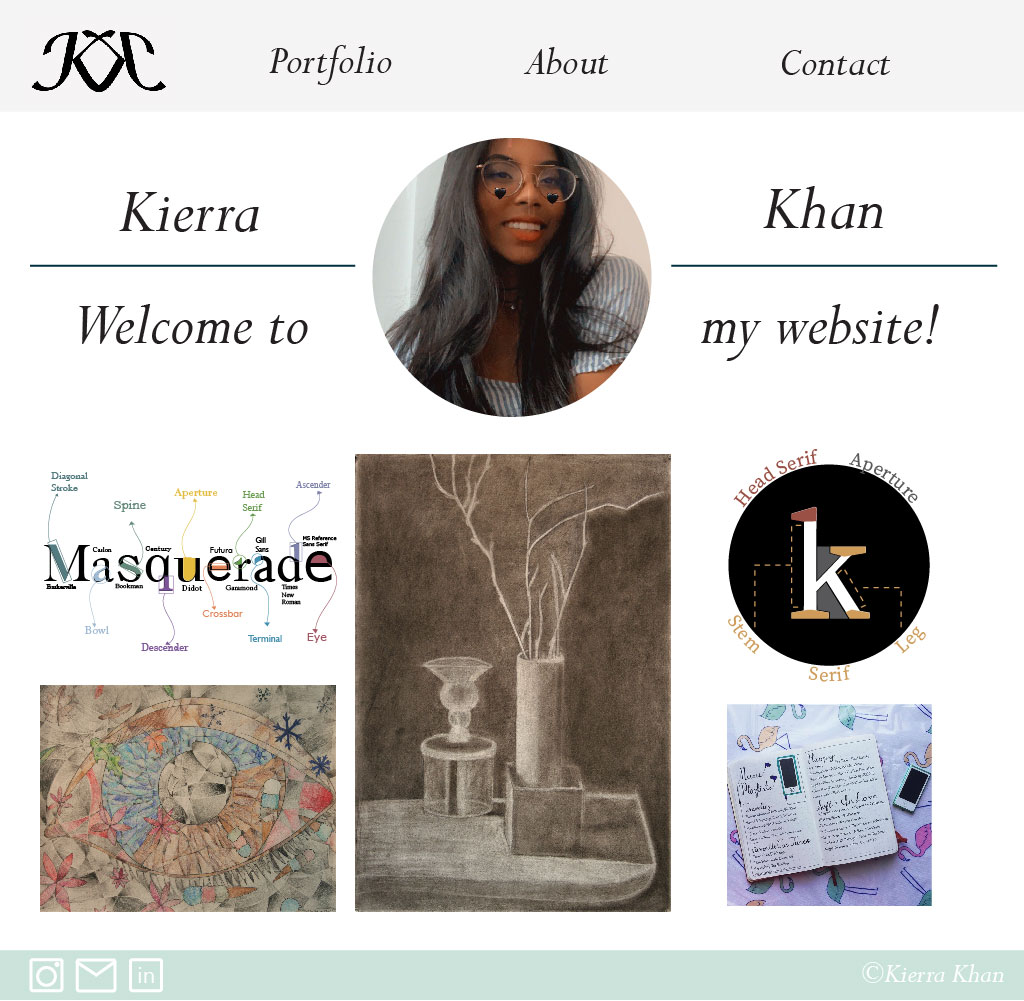 KK
Portfolio
About
Contact
Kierra
Khan
Welcome to
my website!
Diagonal
Stroke
Spine
Aperture
Head
Serif
Ascender
Masquerade
Caslon
Century
Futura
Gill
Sans
MS Reference
Sans Serif
Baskerville
Bookman
Didot
Garamond
Times
New
Roman
Bowl
Descender
Crossbar
Terminal
Eye
Head Serif
Aperture
k
Stem
Serif
Leg
in
©Kierra Khan